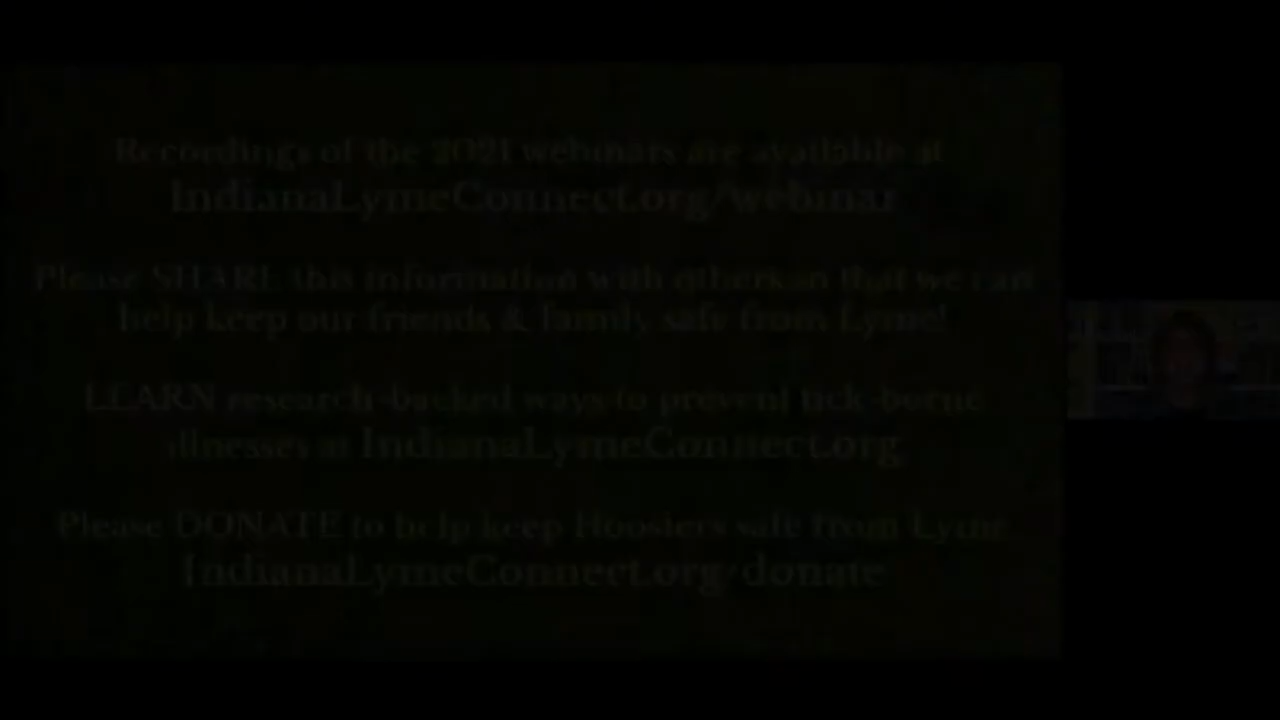 Recordings of the 2021 webinars are available at
IndianaLymeConnect.org/webinar
Please SHARE this information with others so that we can
help keep our friends & family safe from Lyme!
LEARN research-backed ways to prevent tick-borne
illnesses at IndianaLymeConnect.org
Please DONATE to help keep Hoosiers safe from Lyme
IndianaLymeConnect.org/donate